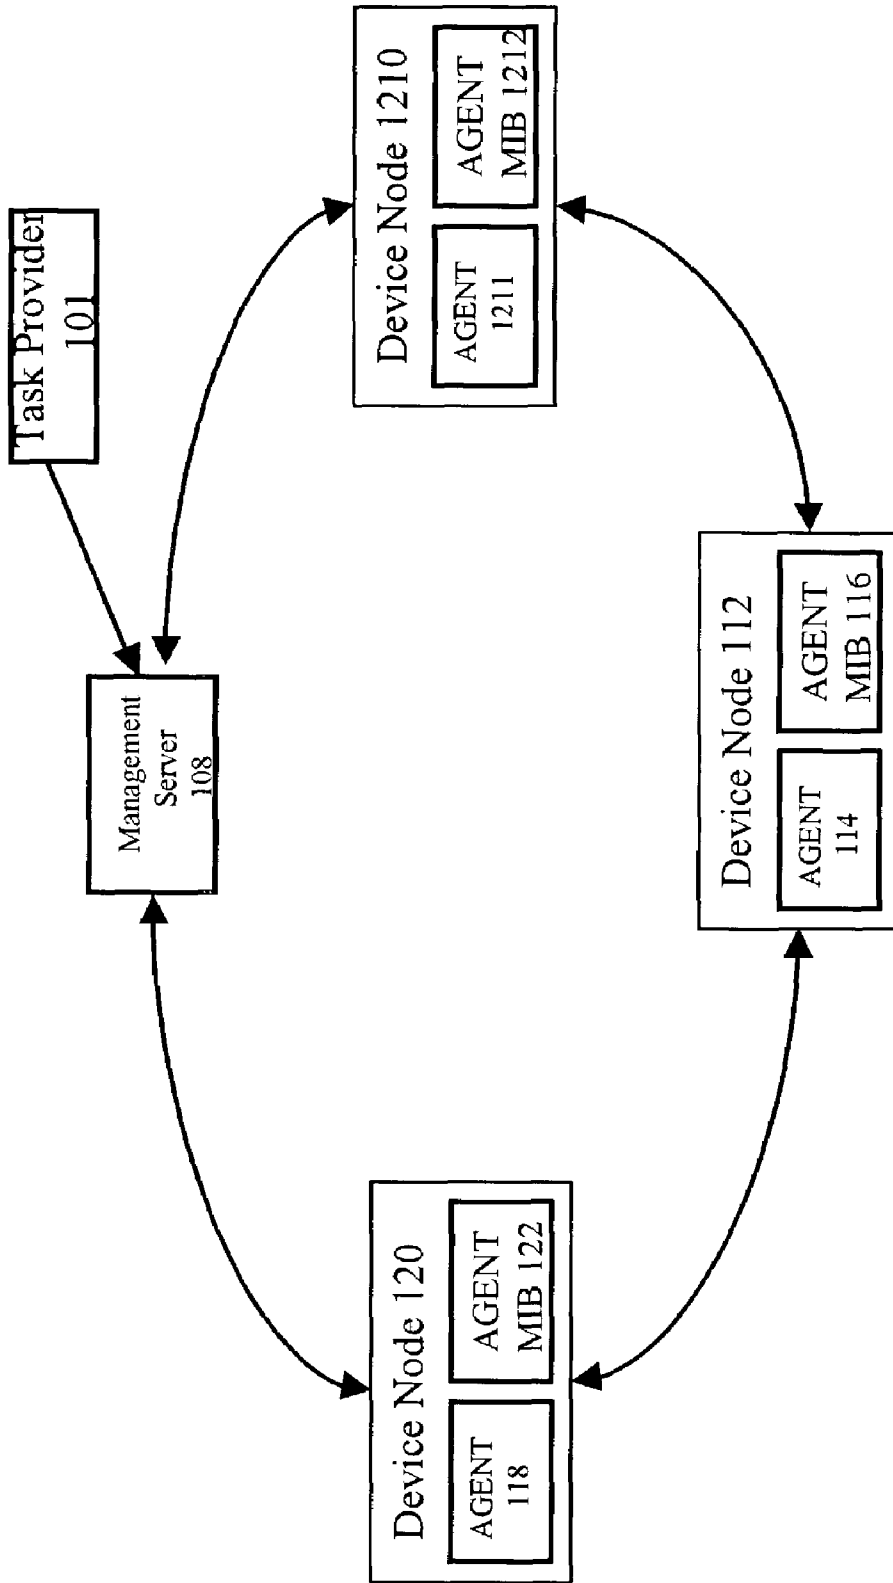 Task Provider
101
Management
Server
108
Device Node 120
AGENT
118
AGENT
MIB 122
Device Node 1210
AGENT
1211
AGENT
MIB 1212
Device Node 112
AGENT
114
AGENT
MIB 116